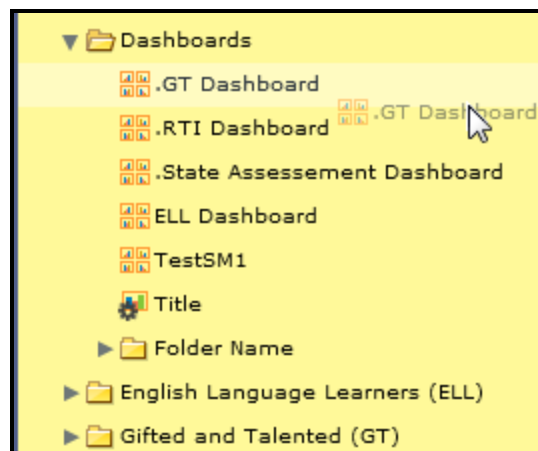 Dashboards
.GT Dashboard
.GT Dashboard
.RTI Dashboard
.State Assessement Dashboard
ELL Dashboard
TestSM1
Title
Folder Name
English Language Learners (ELL)
Gifted and Talented (GT)